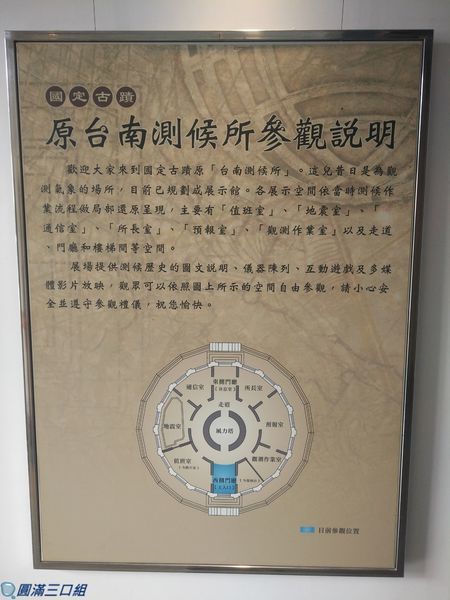 國定古蹟
原台南測候所參觀說明
歡迎大家來到國定古蹟原「台南測候所」。這兒昔日是為觀
測氣象的場所，目前已規劃成展示館。各展示空間依當時測候作
業流程做局部還原呈現，主要有「值班室」、「地震室」、「
通信室」、「所長室」、「預報室」、「觀測作業室」以及走道
、門廳和樓梯間等空間。
展場提供測候歷史的圖文說明、儀器陳列、互動遊戲及多媒
體影片放映，觀眾可以依照圖上所示的空間自由參觀，請小心安
全並遵守參觀禮儀，祝您愉快。
東側門廳
通信室
所長室
走道
地震室
風力塔
預報室
值班室
觀測作業室
西側門廳
目前參觀位置
圓滿三口組